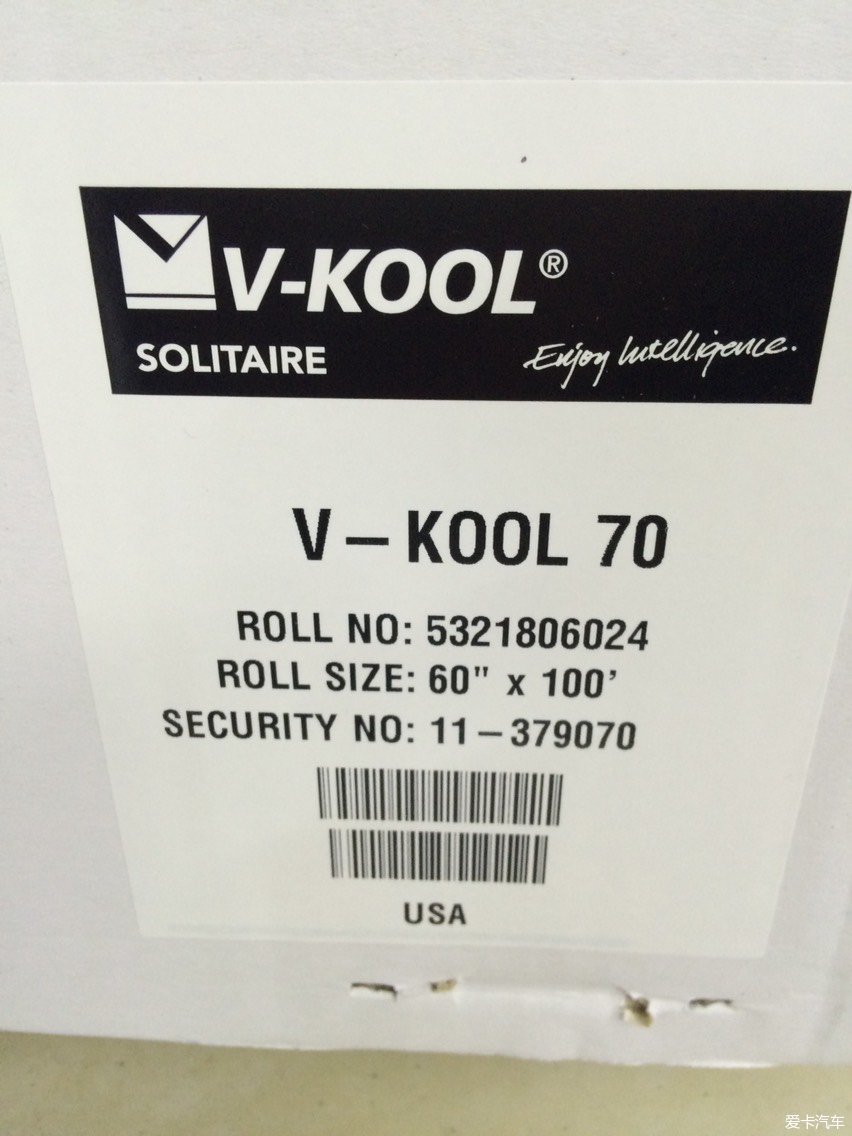 V-KOOL®
SOLITAIRE
Enjoy Intelligence.
V-KOOL 70
ROLL NO: 5321806024
ROLL SIZE: 60" x 100'
SECURITY NO: 11-379070
USA
爱卡汽车